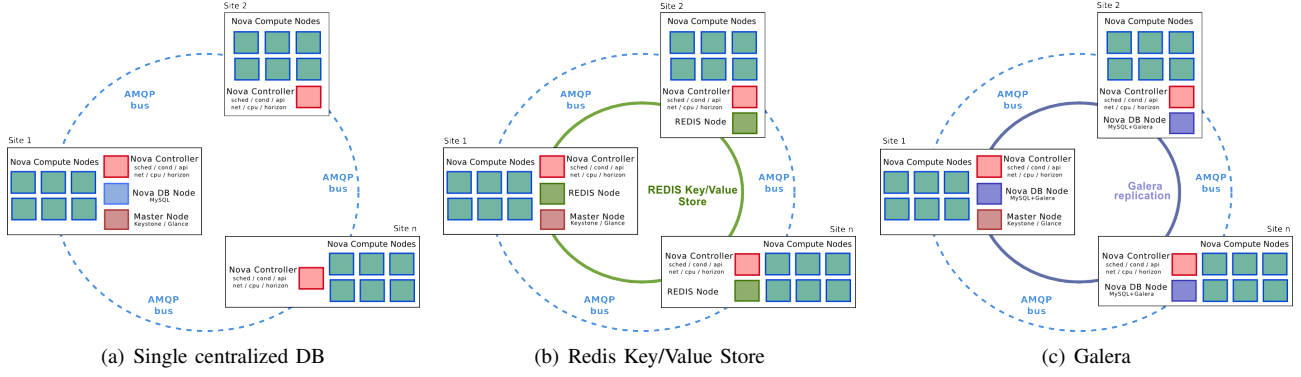 Site 2
Nova Compute Nodes
Nova Controller
sched / cond / api
net / cpu / horizon
AMQP
bus
Site 1
Nova Compute Nodes
Nova Controller
sched / cond / api
net / cpu / horizon
Nova DB Node
MySQL
Master Node
Keystone / Glance
AMQP
bus
Site n
Nova Compute Nodes
Nova Controller
sched / cond / api
net / cpu / horizon
AMQP
bus
(a) Single centralized DB
Site 2
Nova Compute Nodes
Nova Controller
sched / cond / api
net / cpu / horizon
REDIS Node
AMQP
bus
Site 1
Nova Compute Nodes
Nova Controller
sched / cond / api
net / cpu / horizon
REDIS Node
Master Node
Keystone / Glance
REDIS Key/Value
Store
AMQP
bus
Site n
Nova Compute Nodes
Nova Controller
sched / cond / api
net / cpu / horizon
REDIS Node
AMQP
bus
(b) Redis Key/Value Store
Site 2
Nova Compute Nodes
Nova Controller
sched / cond / api
net / cpu / horizon
Nova DB Node
MySQL+Galera
AMQP
bus
Site 1
Nova Compute Nodes
Nova Controller
sched / cond / api
net / cpu / horizon
Nova DB Node
MySQL+Galera
Master Node
Keystone / Glance
Galera
replication
AMQP
bus
Site n
Nova Compute Nodes
Nova Controller
sched / cond / api
net / cpu / horizon
Nova DB Node
MySQL+Galera
AMQP
bus
(c) Galera